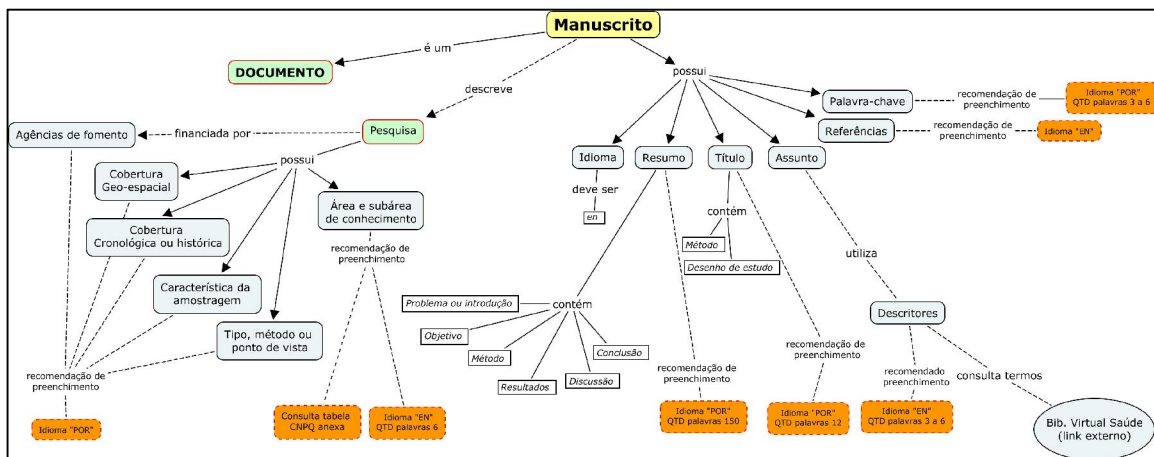 Manuscrito
é um
DOCUMENTO
descreve
possui
Palavra-chave
recomendação de
preenchimento
Idioma "POR"
QTD palavras 3 a 6
Referências
recomendação de
preenchimento
Idioma "EN"
Agências de fomento
financiada por
Pesquisa
possui
Cobertura
Geo-espacial
Cobertura
Cronológica ou histórica
Característica da
amostragem
Tipo, método ou
ponto de vista
Área e subárea
de conhecimento
recomendação de
preenchimento
Idioma "POR"
recomendação de
preenchimento
Consulta tabela
CNPQ anexa
Idioma "EN"
QTD palavras 6
Idioma
deve ser
en
Resumo
contém
Problema ou introdução
Objetivo
Método
Resultados
Discussão
Conclusão
recomendação de
preenchimento
Idioma "POR"
QTD palavras 150
Título
contém
Método
Desenho de estudo
recomendação de
preenchimento
Idioma "POR"
QTD palavras 12
Assunto
utiliza
Descritores
recomendado
preenchimento
Idioma "EN"
QTD palavras 3 a 6
consulta termos
Bib. Virtual Saúde
(link externo)